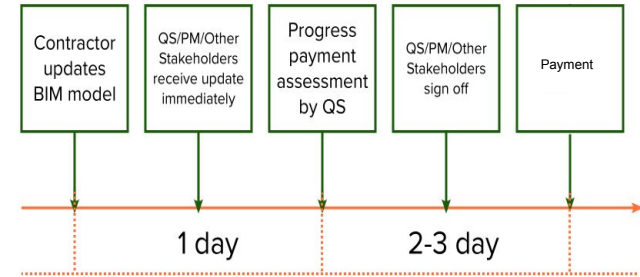 Contractor
updates
BIM model
QS/PM/Other
Stakeholders
receive update
immediately
Progress
payment
assessment
by QS
QS/PM/Other
Stakeholders
sign off
Payment
1 day
2-3 day